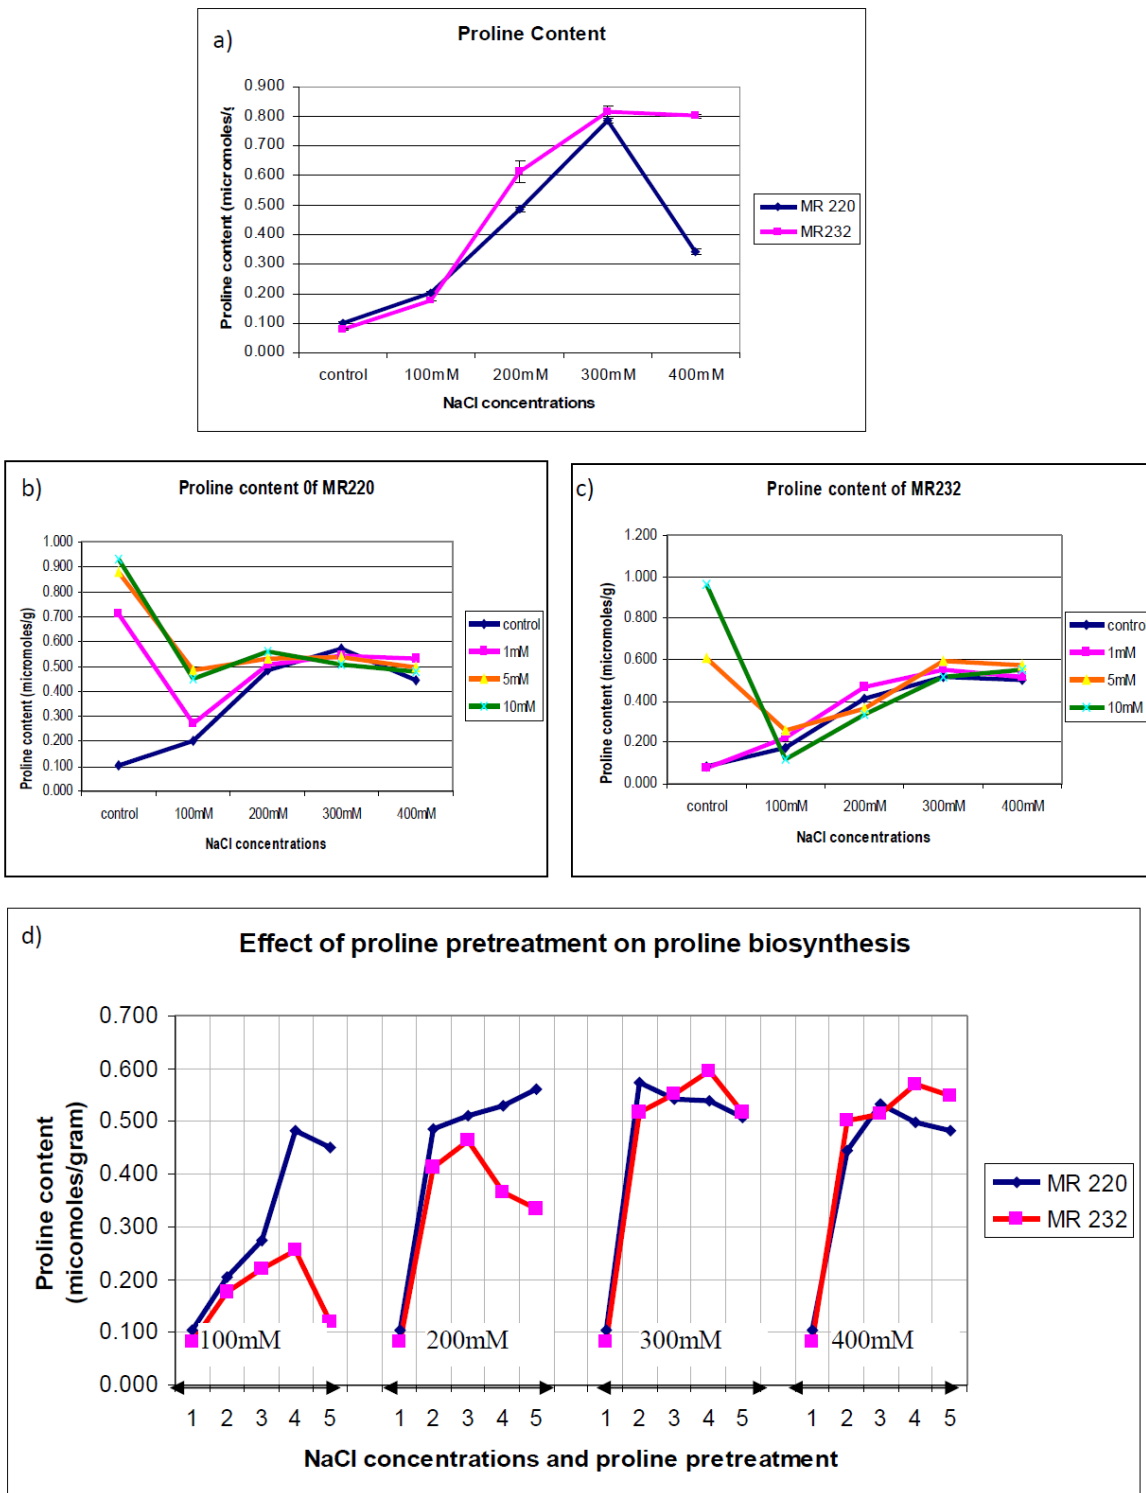 a)
Proline Content
0.900
0.800
0.700
0.600
0.500
0.400
0.300
0.200
0.100
0.000
Proline content (micromoles/g
control 100mM 200mM 300mM 400mM
NaCl concentrations
MR 220
MR232
b)
Proline content 0f MR220
1.000
0.900
0.800
0.700
0.600
0.500
0.400
0.300
0.200
0.100
0.000
Proline content (micromoles/g)
control 100mM 200mM 300mM 400mM
NaCl concentrations
control
1mM
5mM
10mM
c)
Proline content of MR232
1.200
1.000
0.800
0.600
0.400
0.200
0.000
Proline content (micromoles/g)
control 100mM 200mM 300mM 400mM
NaCl concentrations
control
1mM
5mM
10mM
d)
Effect of proline pretreatment on proline biosynthesis
0.700
0.600
0.500
0.400
0.300
0.200
0.100
0.000
Proline content
(micomoles/gram)
100mM 200mM 300mM 400mM
1 2 3 4 5 1 2 3 4 5 1 2 3 4 5 1 2 3 4 5
NaCl concentrations and proline pretreatment
MR 220
MR 232